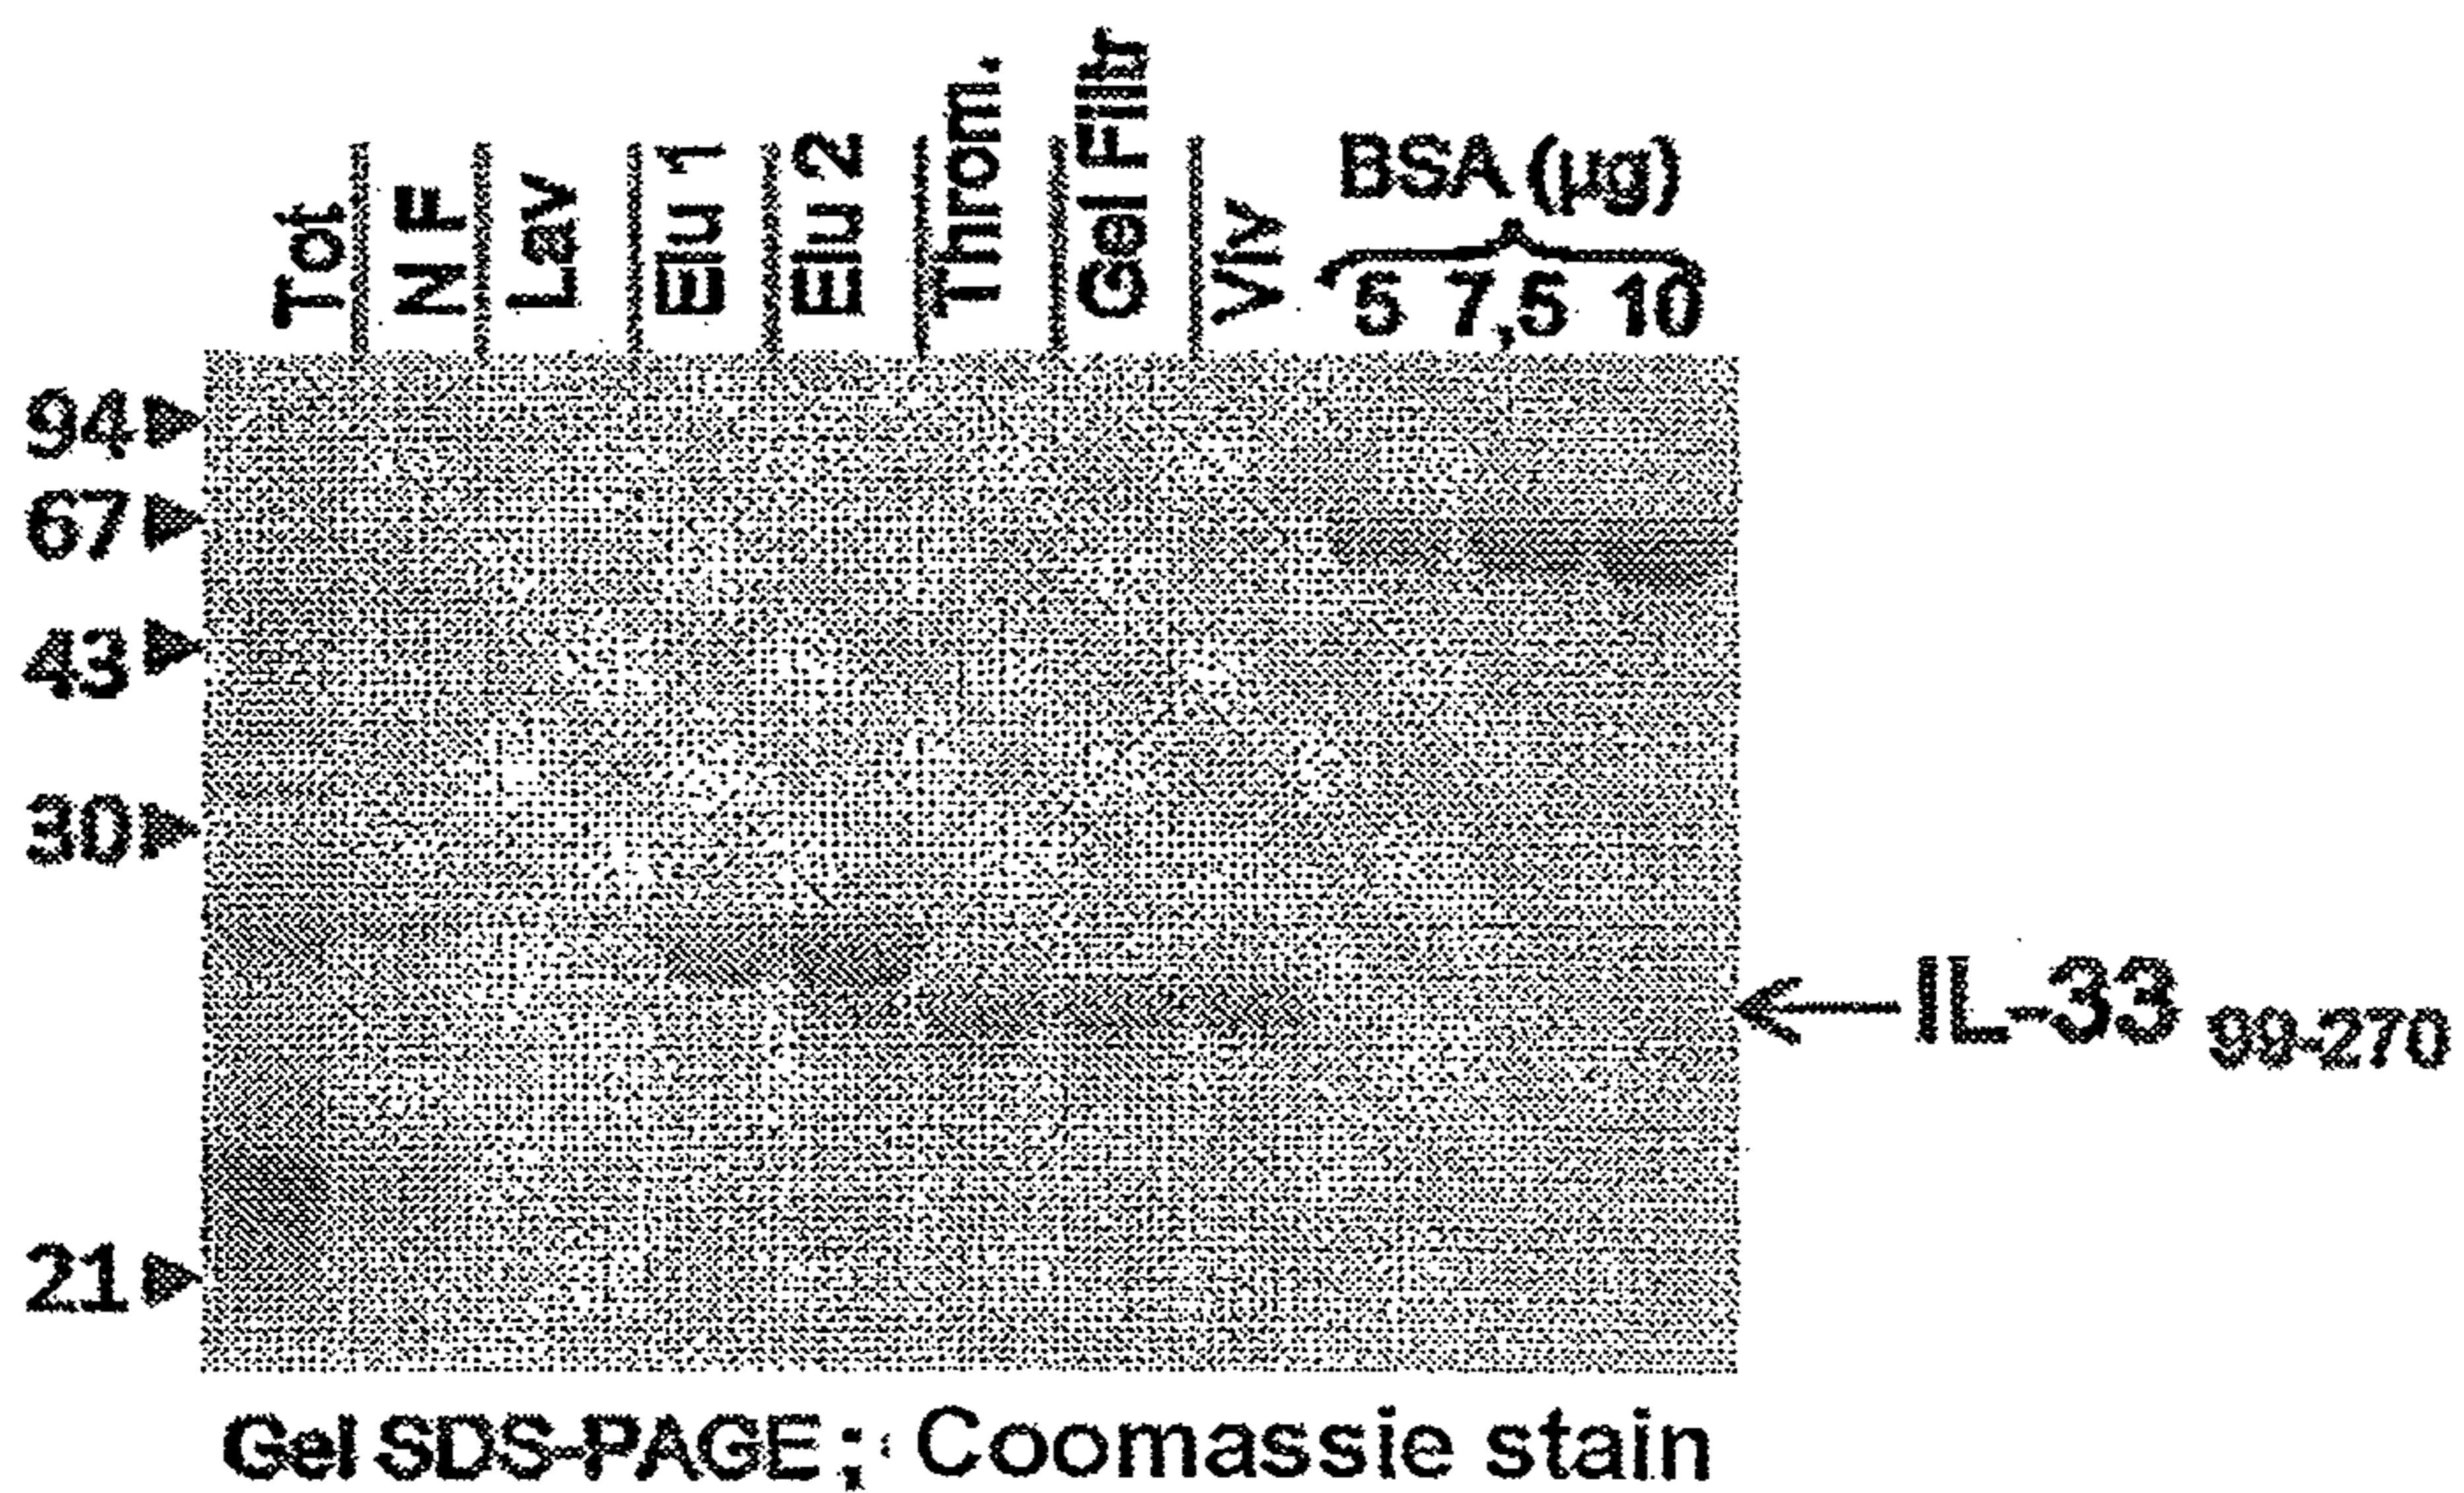 Tot
N F
Lav
Elu 1
Elu 2
Throm.
Gel Filtr
Viv
BSA (µg)
5 7,5 10
94
67
43
30
21
IL-33 99-270
Gel SDS-PAGE ; Coomassie stain